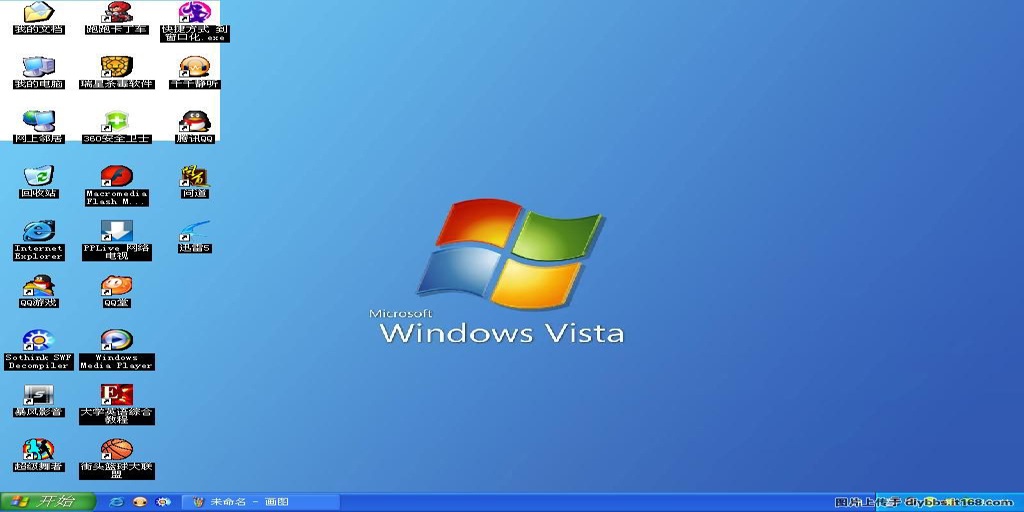 我的文档
跑跑卡丁车
快捷方式 到
窗口化.exe
我的电脑
瑞星杀毒软件
千千静听
网上邻居
360安全卫士
腾讯QQ
回收站
Macromedia
Flash M...
问道
Internet
Explorer
PPLive 网络
电视
迅雷5
QQ游戏
QQ堂
Sothink SWF
Decompiler
Windows
Media Player
暴风影音
大学英语综合
教程
超级舞者
街头篮球大联
盟
Microsoft
Windows Vista
开始
未命名 - 画图
图片上传于